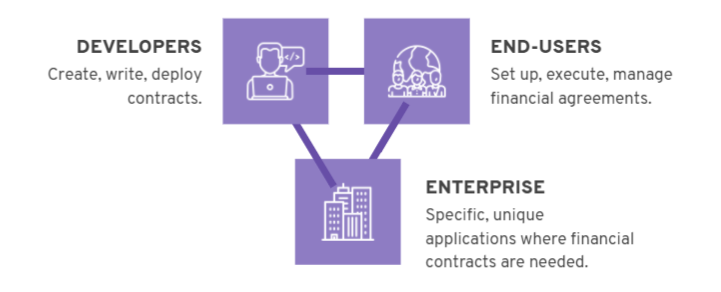 DEVELOPERS
Create, write, deploy
contracts.
</>
END-USERS
Set up, execute, manage
financial agreements.
ENTERPRISE
Specific, unique
applications where financial
contracts are needed.